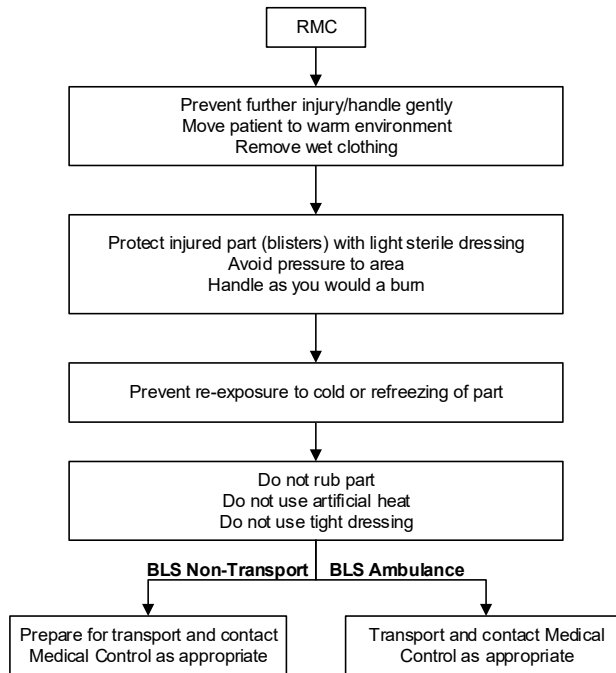 RMC
Prevent further injury/handle gently
Move patient to warm environment
Remove wet clothing
Protect injured part (blisters) with light sterile dressing
Avoid pressure to area
Handle as you would a burn
Prevent re-exposure to cold or refreezing of part
Do not rub part
Do not use artificial heat
Do not use tight dressing
BLS Non-Transport
BLS Ambulance
Prepare for transport and contact
Medical Control as appropriate
Transport and contact Medical
Control as appropriate